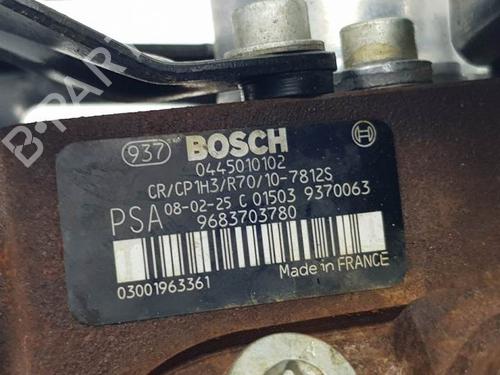 937 BOSCH
0445010102
CR/CP1H3/R70/10-7812S
PSA 08-02-25 C 01503 9370063
9683703780
03001963361 Made in FRANCE
B-PARTS